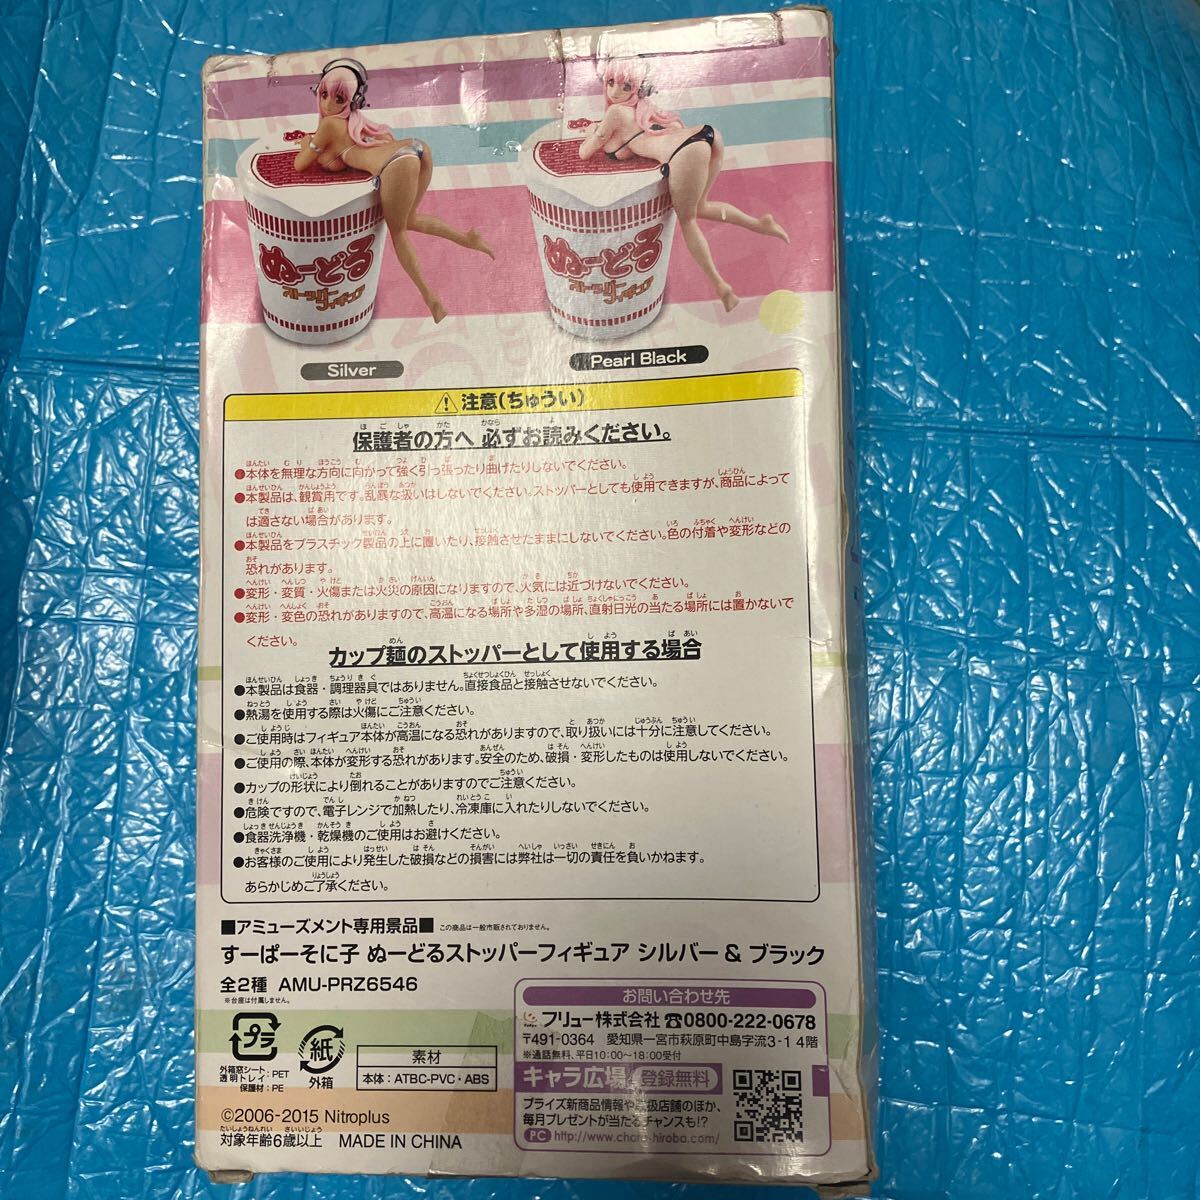 ぬーどる
ストッパー
フィギュア
ぬーどる
ストッパー
フィギュア
Silver
Pearl Black
注意(ちゅうい)
保護者の方へ 必ずお読みください。
●本体を無理な方向に向かって強く引っ張ったり曲げたりしないでください。
●本製品は、観賞用です。乱暴な扱いはしないでください。ストッパーとしても使用できますが、商品によって
は適さない場合があります。
●本製品をプラスチック製品の上に置いたり、接触させたままにしないでください。色の付着や変形などの
恐れがあります。
●変形・変質・火傷または火災の原因になりますので、火気には近づけないでください。
●変形・変色の恐れがありますので、高温になる場所や多湿の場所、直射日光の当たる場所には置かないで
ください。
カップ麺のストッパーとして使用する場合
●本製品は食器・調理器具ではありません。直接食品と接触させないでください。
●熱湯を使用する際は火傷にご注意ください。
●ご使用時はフィギュア本体が高温になる恐れがありますので、取り扱いには十分に注意してください。
●ご使用の際、本体が変形する恐れがあります。安全のため、破損・変形したものは使用しないでください。
●カップの形状により倒れることがありますのでご注意ください。
●危険ですので、電子レンジで加熱したり、冷凍庫に入れたりしないでください。
●食器洗浄機・乾燥機のご使用はお避けください。
●お客様のご使用により発生した破損などの損害には弊社は一切の責任を負いかねます。
あらかじめご了承ください。
■アミューズメント専用景品■ この商品は一般市販されておりません。
すーぱーそに子 ぬーどるストッパーフィギュア シルバー & ブラック
全2種 AMU-PRZ6546
※台座は付属しません。
プラ
外箱窓シート：PET
透明トレイ：
保護材：PE
紙
外箱
素材
本体：ATBC-PVC・ABS
©2006-2015 Nitroplus
対象年齢6歳以上 MADE IN CHINA
お問い合わせ先
フリュー株式会社 ☎0800-222-0678
〒491-0364 愛知県一宮市萩原町中島字流3-1 4階
※通話無料、平日10:00〜18:00受付
キャラ広場 登録無料
プライズ新商品情報や取扱店舗のほか、
毎月プレゼントが当たるチャンスも!?
PC http://www.chara-hiroba.com/